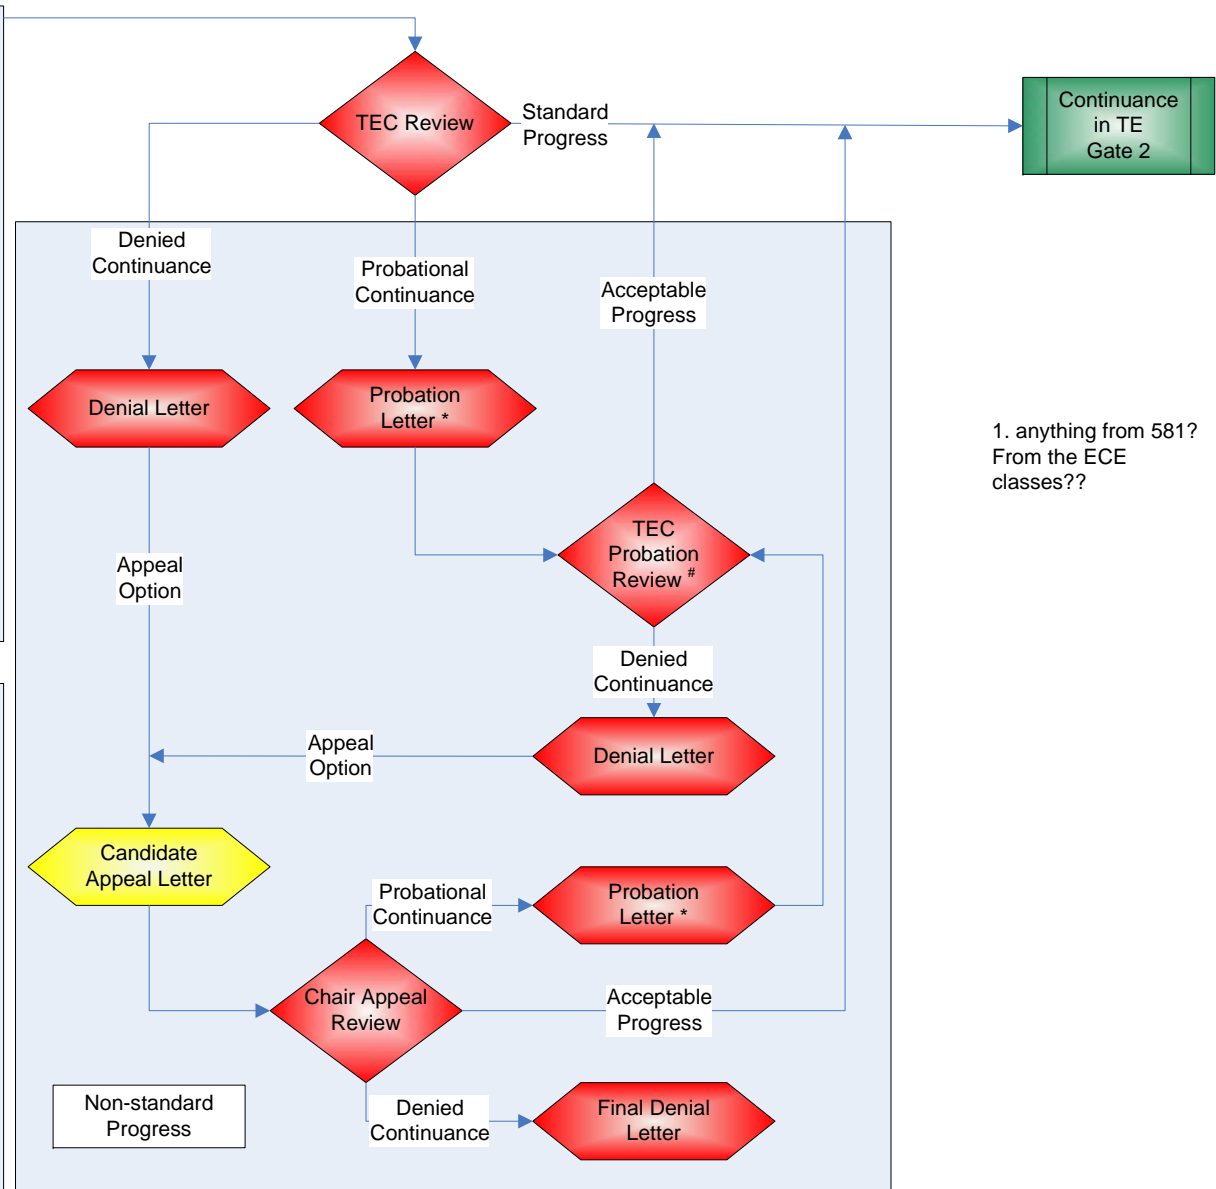 TEC Review
Standard
Progress
Continuance
in TE
Gate 2
Denied
Continuance
Probational
Continuance
Acceptable
Progress
Denial Letter
Probation
Letter *
1. anything from 581?
From the ECE
classes??
TEC
Probation
Review #
Appeal
Option
Denied
Continuance
Appeal
Option
Denial Letter
Candidate
Appeal Letter
Probational
Continuance
Probation
Letter *
Chair Appeal
Review
Acceptable
Progress
Non-standard
Progress
Denied
Continuance
Final Denial
Letter